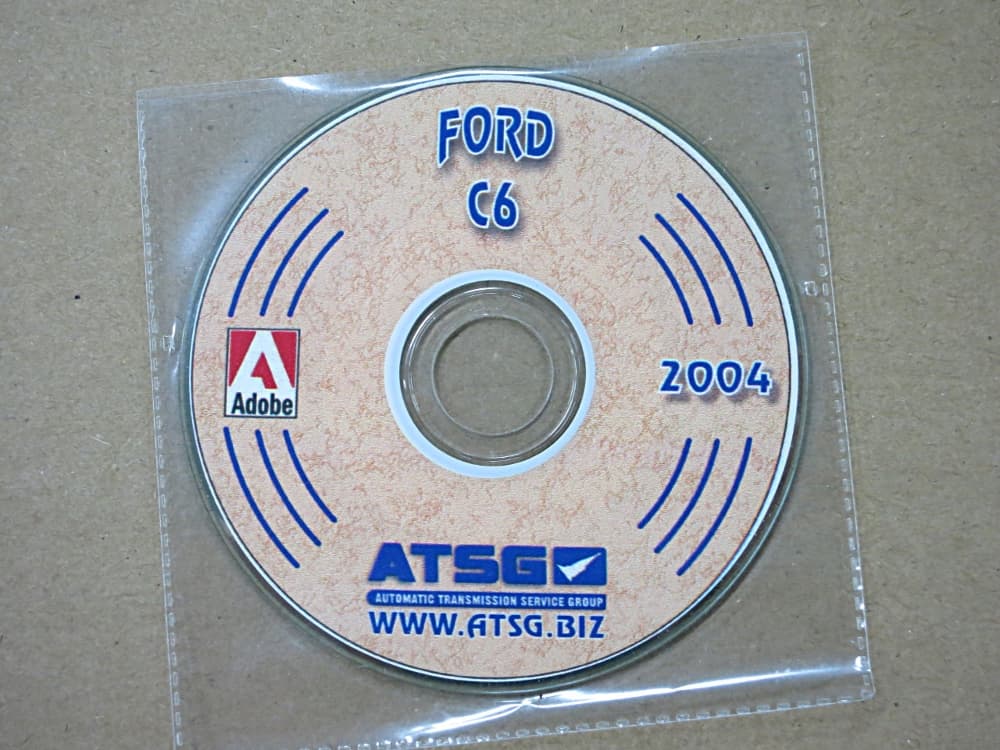 FORD
C6
Adobe
2004
ATSG
AUTOMATIC TRANSMISSION SERVICE GROUP
WWW.ATSG.BIZ